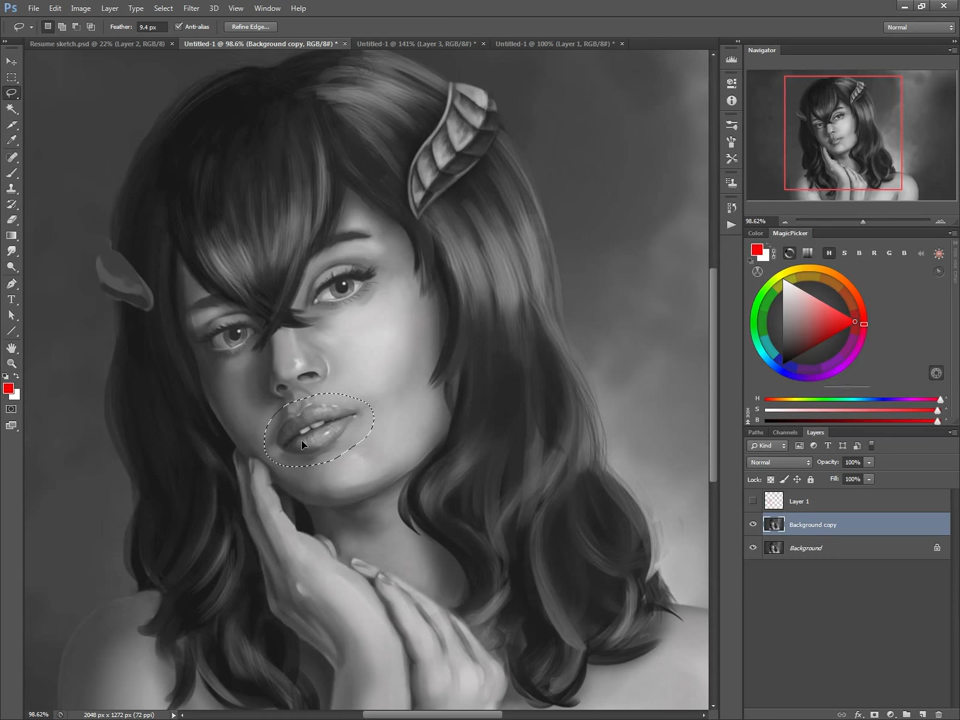 Ps File Edit Image Layer Type Select Filter 3D View Window Help
Feather: 9.4 px Anti-alias Refine Edge... Normal
Resume sketch.psd @ 22% (Layer 2, RGB/8) × Untitled-1 @ 98.6% (Background copy, RGB/8#) * × Untitled-1 @ 141% (Layer 3, RGB/8#) * × Untitled-1 @ 100% (Layer 1, RGB/8#) * ×
Navigator
98.62%
Color MagicPicker
H S B R G B
H
S
B
Paths Channels Layers
Kind
Normal Opacity: 100%
Lock: Fill: 100%
Layer 1
Background copy
Background
T
98.62% 2048 px x 1272 px (72 ppi)